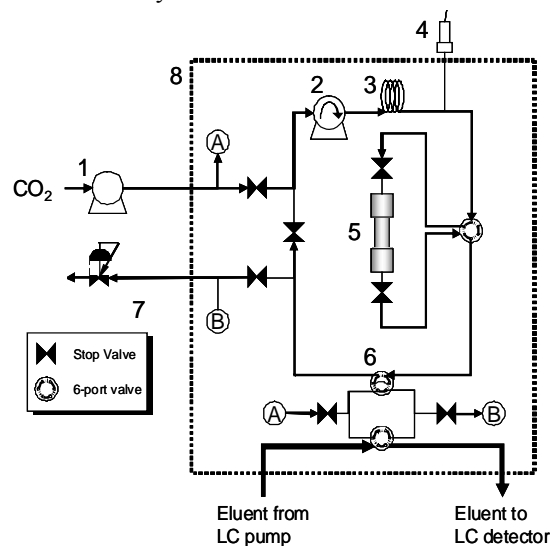 8
2
3
4
A
1
CO2
5
7
B
Stop Valve
6-port valve
6
A
B
Eluent from
LC pump
Eluent to
LC detector